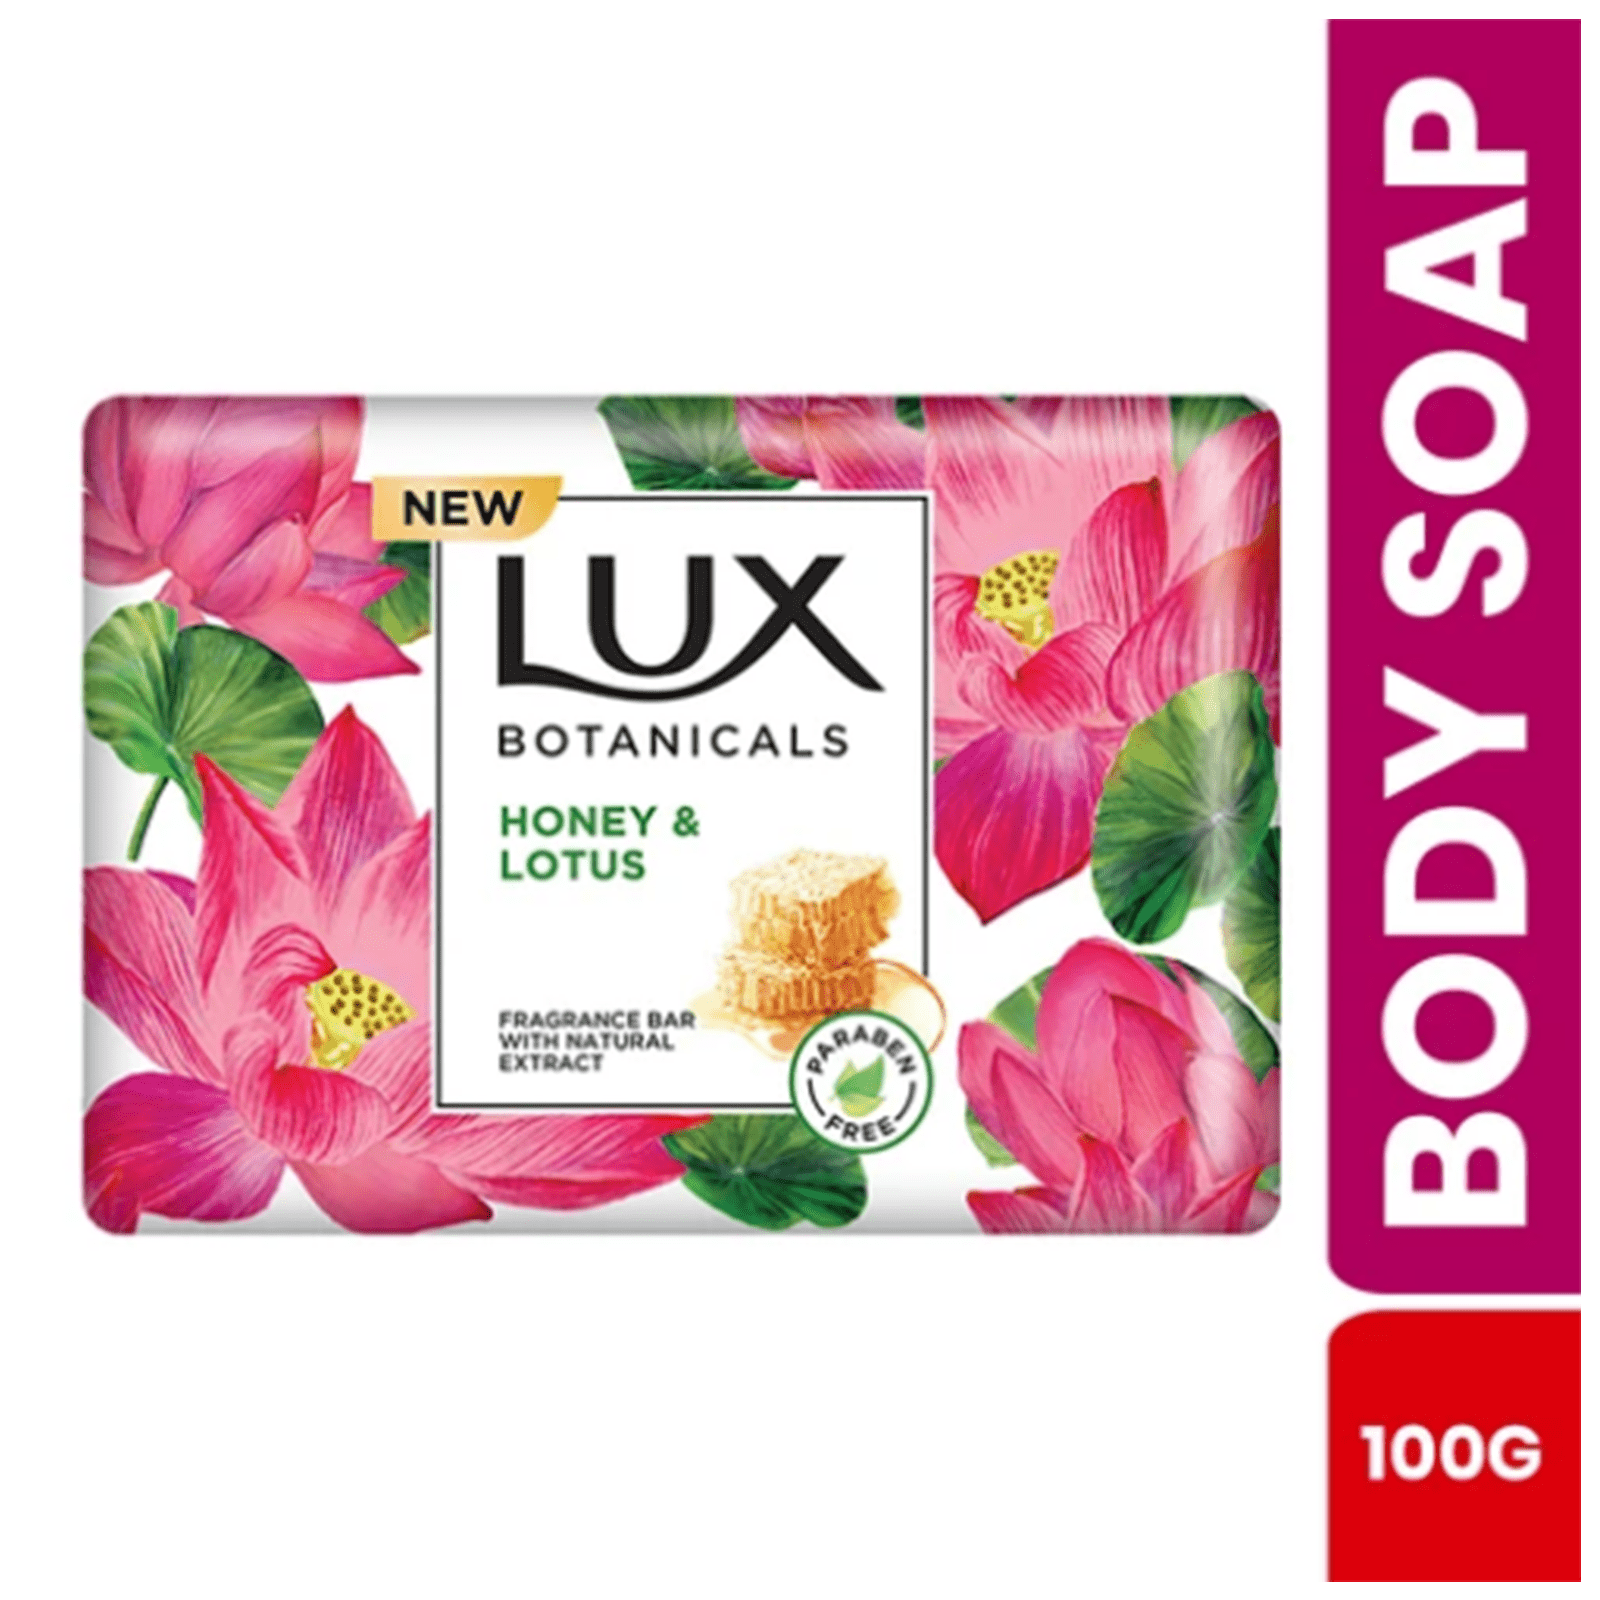 NEW
LUX
BOTANICALS
HONEY &
LOTUS
FRAGRANCE BAR
WITH NATURAL
EXTRACT
PARABEN
FREE
BODY SOAP
100G